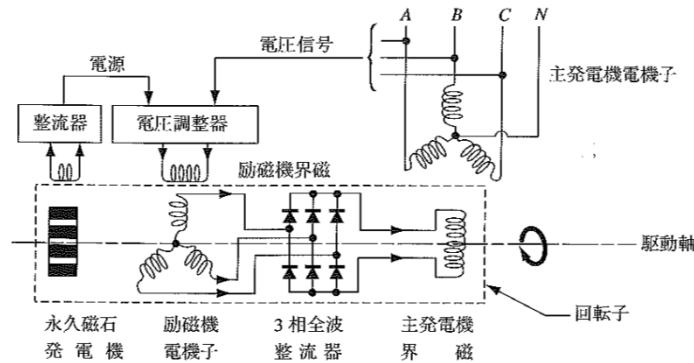 A B C N
電圧信号
電源
主発電機電機子
整流器
電圧調整器
励磁機界磁
駆動軸
回転子
永久磁石
発電機
励磁機
電機子
3相全波
整流器
主発電機
界磁